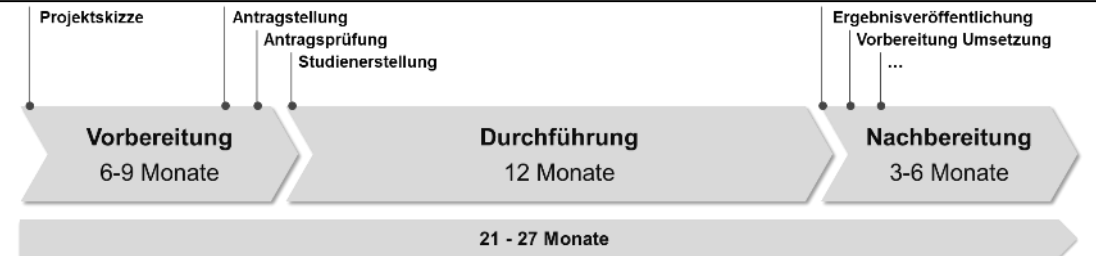 Projektskizze
Antragstellung
Antragsprüfung
Studienerstellung
Ergebnisveröffentlichung
Vorbereitung Umsetzung
...
Vorbereitung
6-9 Monate
Durchführung
12 Monate
Nachbereitung
3-6 Monate
21 - 27 Monate